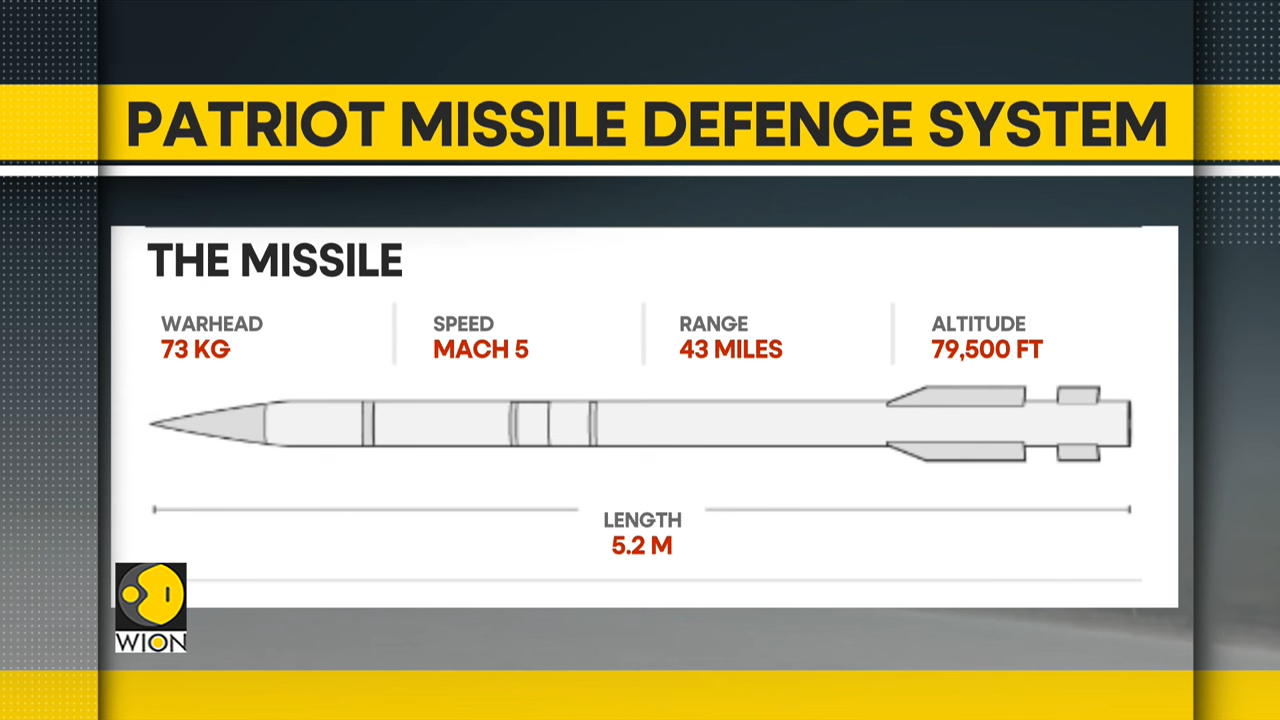 PATRIOT MISSILE DEFENCE SYSTEM
THE MISSILE
WARHEAD
73 KG
SPEED
MACH 5
RANGE
43 MILES
ALTITUDE
79,500 FT
LENGTH
5.2 M
WION